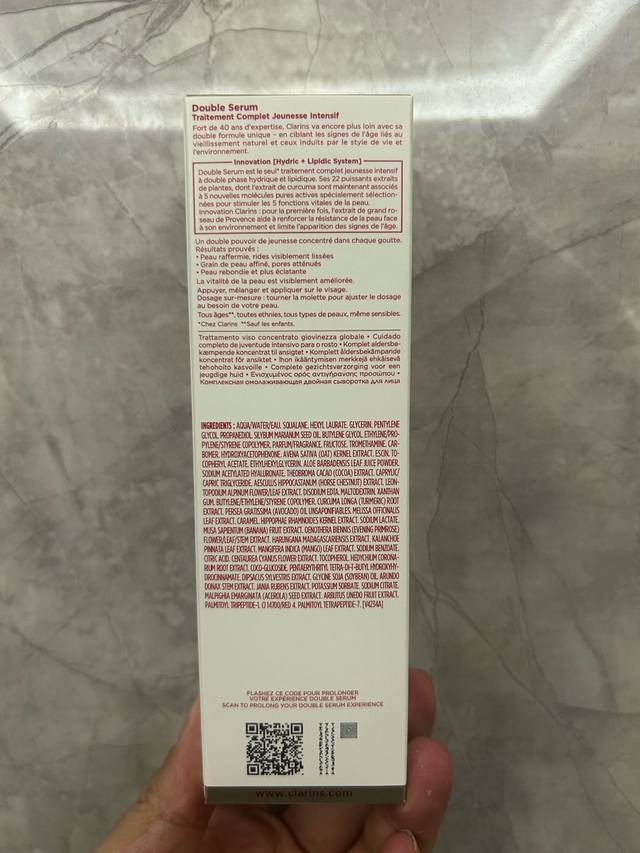 Double Serum
Traitement Complet Jeunesse Intensif
Fort de 40 ans d'expertise, Clarins va encore plus loin avec sa
double formule unique - en ciblant les signes de l'âge liés au
vieillissement naturel et ceux induits par le style de vie et
l'environnement.
Innovation [Hydric + Lipidic System]
Double Serum est le seul* traitement complet jeunesse intensif
à double phase hydrique et lipidique. Ses 22 puissants extraits
de plantes, dont l'extrait de curcuma sont maintenant associés
à 5 nouvelles molécules pures actives spécialement sélection-
nées pour stimuler les 5 fonctions vitales de la peau.
Innovation Clarins : pour la première fois, l'extrait de grand ro-
seau de Provence aide à renforcer la résistance de la peau face
à son environnement et limite l'apparition des signes de l'âge.
Un double pouvoir de jeunesse concentré dans chaque goutte.
Résultats prouvés :
• Peau raffermie, rides visiblement lissées
• Grain de peau affiné, pores atténués
• Peau rebondie et plus éclatante
La vitalité de la peau est visiblement améliorée.
Appuyer, mélanger et appliquer sur le visage.
Dosage sur-mesure : tourner la molette pour ajuster le dosage
au besoin de votre peau.
Tous âges**, toutes ethnies, tous types de peaux, même sensibles.
*Chez Clarins **Sauf les enfants.
Trattamento viso concentrato giovinezza globale • Cuidado
completo de juventude intensivo para o rosto • Komplet aldersbe-
kæmpende koncentrat til ansigtet • Komplett åldersbekämpande
koncentrat för ansiktet • Ihon ikääntymisen merkkejä ehkäisevä
tehohoito kasvoille • Complete gezichtsverzorging voor een
jeugdige huid • Ενισχυμένος ορός αντιγήρανσης προσώπου •
Комплексная омолаживающая двойная сыворотка для лица
INGREDIENTS : AQUA/WATER/EAU. SQUALANE. HEXYL LAURATE. GLYCERIN. PENTYLENE
GLYCOL. PROPANEDIOL. SILYBUM MARIANUM SEED OIL. BUTYLENE GLYCOL. ETHYLENE/PRO-
PYLENE/STYRENE COPOLYMER. PARFUM/FRAGRANCE. FRUCTOSE. TROMETHAMINE. CAR-
BOMER. HYDROXYACETOPHENONE. AVENA SATIVA (OAT) KERNEL EXTRACT. ESCIN. TO-
COPHERYL ACETATE. ETHYLHEXYLGLYCERIN. ALOE BARBADENSIS LEAF JUICE POWDER.
SODIUM ACETYLATED HYALURONATE. THEOBROMA CACAO (COCOA) EXTRACT. CAPRYLIC/
CAPRIC TRIGLYCERIDE. AESCULUS HIPPOCASTANUM (HORSE CHESTNUT) EXTRACT. LEON-
TOPODIUM ALPINUM FLOWER/LEAF EXTRACT. DISODIUM EDTA. MALTODEXTRIN. XANTHAN
GUM. BUTYLENE/ETHYLENE/STYRENE COPOLYMER. CURCUMA LONGA (TURMERIC) ROOT
EXTRACT. PERSEA GRATISSIMA (AVOCADO) OIL UNSAPONIFIABLES. MELISSA OFFICINALIS
LEAF EXTRACT. CARAMEL. HIPPOPHAE RHAMNOIDES KERNEL EXTRACT. SODIUM LACTATE.
MUSA SAPIENTUM (BANANA) FRUIT EXTRACT. OENOTHERA BIENNIS (EVENING PRIMROSE)
FLOWER/LEAF/STEM EXTRACT. HARUNGANA MADAGASCARIENSIS EXTRACT. KALANCHOE
PINNATA LEAF EXTRACT. MANGIFERA INDICA (MANGO) LEAF EXTRACT. SODIUM BENZOATE.
CITRIC ACID. CENTAUREA CYANUS FLOWER EXTRACT. TOCOPHEROL. HEDYCHIUM CORONA-
RIUM ROOT EXTRACT. COCO-GLUCOSIDE. PENTAERYTHRITYL TETRA-DI-T-BUTYL HYDROXYHY-
DROCINNAMATE. DIPSACUS SYLVESTRIS EXTRACT. GLYCINE SOJA (SOYBEAN) OIL. ARUNDO
DONAX STEM EXTRACT. JANIA RUBENS EXTRACT. POTASSIUM SORBATE. SODIUM CITRATE.
MALPIGHIA EMARGINATA (ACEROLA) SEED EXTRACT. ARBUTUS UNEDO FRUIT EXTRACT.
PALMITOYL TRIPEPTIDE-1. CI 14700/RED 4. PALMITOYL TETRAPEPTIDE-7. [V4234A]
FLASHEZ CE CODE POUR PROLONGER
VOTRE EXPÉRIENCE DOUBLE SERUM
SCAN TO PROLONG YOUR DOUBLE SERUM EXPERIENCE
www.clarins.com